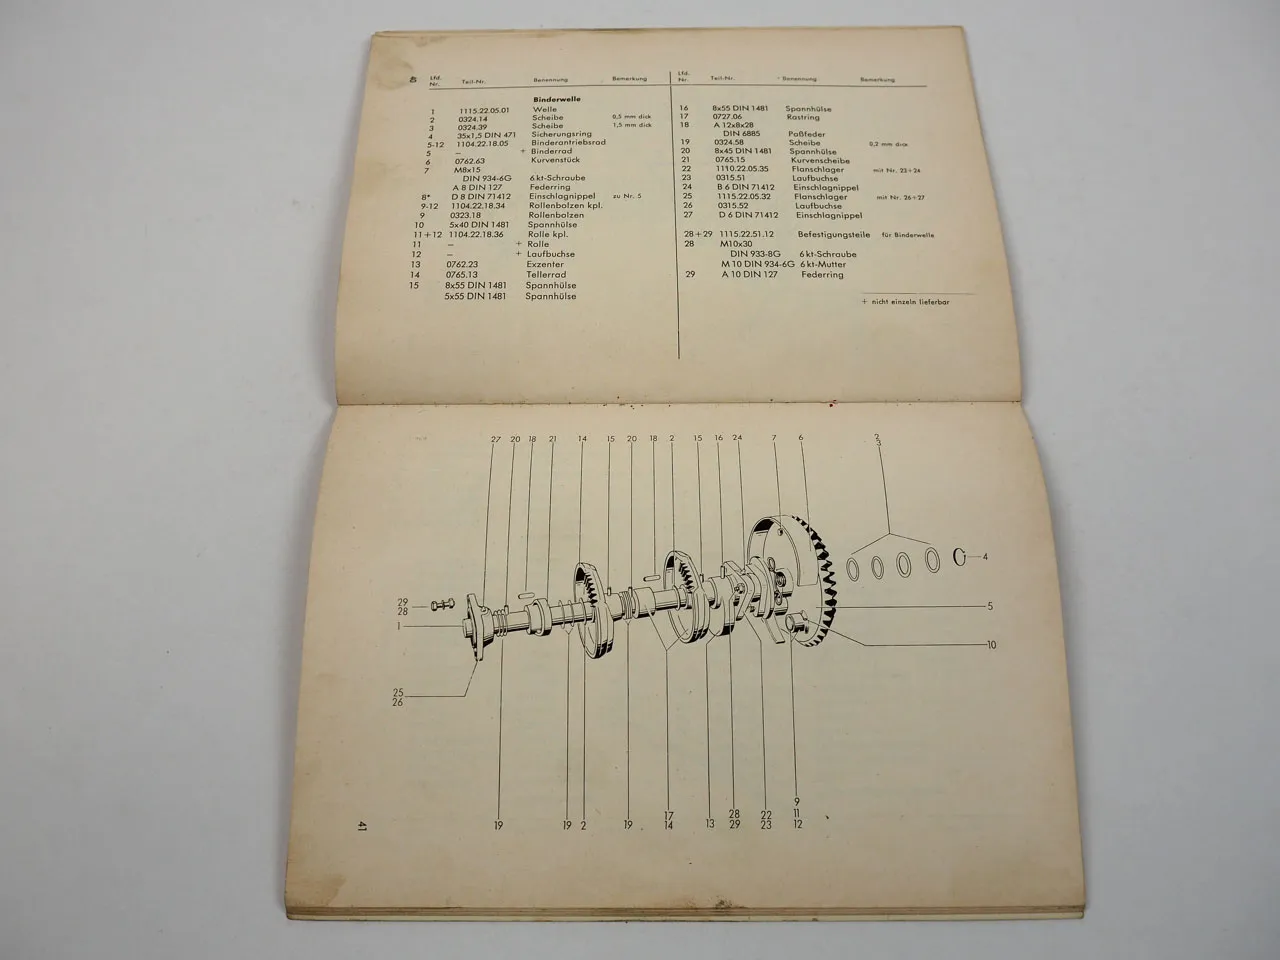 Lfd. Nr. Teil-Nr. Benennung Bemerkung
Binderwelle
1 1115.22.05.01 Welle
2 0324.14 Scheibe 0,5 mm dick
3 0324.39 Scheibe 1,5 mm dick
4 35x1,5 DIN 471 Sicherungsring
5-12 1104.22.18.05 Binderantriebsrad
5 – + Binderrad
6 0762.63 Kurvenstück
7 M8x15
DIN 934-6G 6kt-Schraube
A 8 DIN 127 Federring
8* D 8 DIN 71412 Einschlagnippel zu Nr. 5
9-12 1104.22.18.34 Rollenbolzen kpl.
9 0323.18 Rollenbolzen
10 5x40 DIN 1481 Spannhülse
11+12 1104.22.18.36 Rolle kpl.
11 – + Rolle
12 – + Laufbuchse
13 0762.23 Exzenter
14 0765.13 Tellerrad
15 8x55 DIN 1481 Spannhülse
5x55 DIN 1481 Spannhülse
Lfd. Nr. Teil-Nr. Benennung Bemerkung
16 8x55 DIN 1481 Spannhülse
17 0727.06 Rastring
18 A 12x8x28
DIN 6885 Paßfeder
19 0324.58 Scheibe 0,2 mm dick
20 8x45 DIN 1481 Spannhülse
21 0765.15 Kurvenscheibe
22 1110.22.05.35 Flanschlager mit Nr. 23+24
23 0315.51 Laufbuchse
24 B 6 DIN 71412 Einschlagnippel
25 1115.22.05.32 Flanschlager mit Nr. 26+27
26 0315.52 Laufbuchse
27 D 6 DIN 71412 Einschlagnippel
28+29 1115.22.51.12 Befestigungsteile für Binderwelle
28 M10x30
DIN 933-8G 6kt-Schraube
M 10 DIN 934-6G 6kt-Mutter
29 A 10 DIN 127 Federring
+ nicht einzeln lieferbar
27 20 18 21 14 15 20 18 2 15 16 24 7 6 2
3
4
29
28
5
1
10
25
26
9
17 28 22 11
19 19 2 19 14 13 29 23 12
41